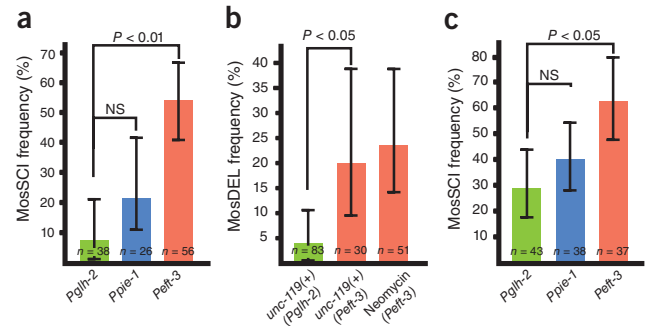 a
MosSCI frequency (%)
70
60
50
40
30
20
10
P < 0.01
NS
n = 38
n = 26
n = 56
Pglh-2
Ppie-1
Peft-3
b
MosDEL frequency (%)
40
35
30
25
20
15
10
5
P < 0.05
n = 83
n = 30
n = 51
unc-119(+)
(Pglh-2)
unc-119(+)
(Peft-3)
Neomycin
(Peft-3)
c
MosSCI frequency (%)
80
70
60
50
40
30
20
10
P < 0.05
NS
n = 43
n = 38
n = 37
Pglh-2
Ppie-1
Peft-3